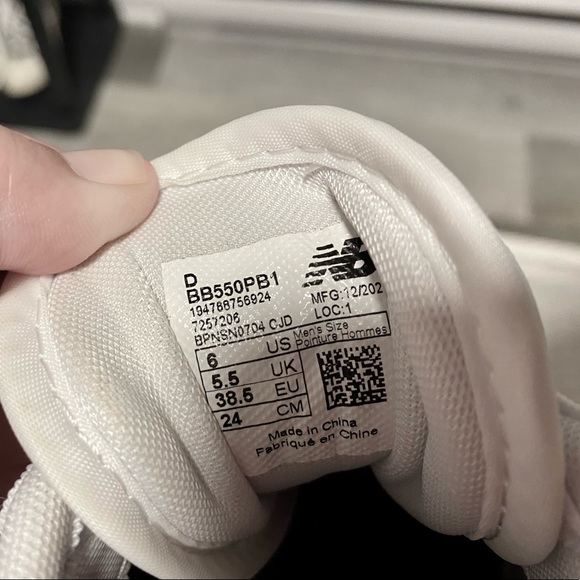 D
BB550PB1
194768756924
7257206
BPNSN0704 CJD
NB
MFG:12/202
LOC:1
6 US Men's Size
5.5 UK Pointure Hommes
38.5 EU
24 CM
Made in China
Fabriqué en Chine